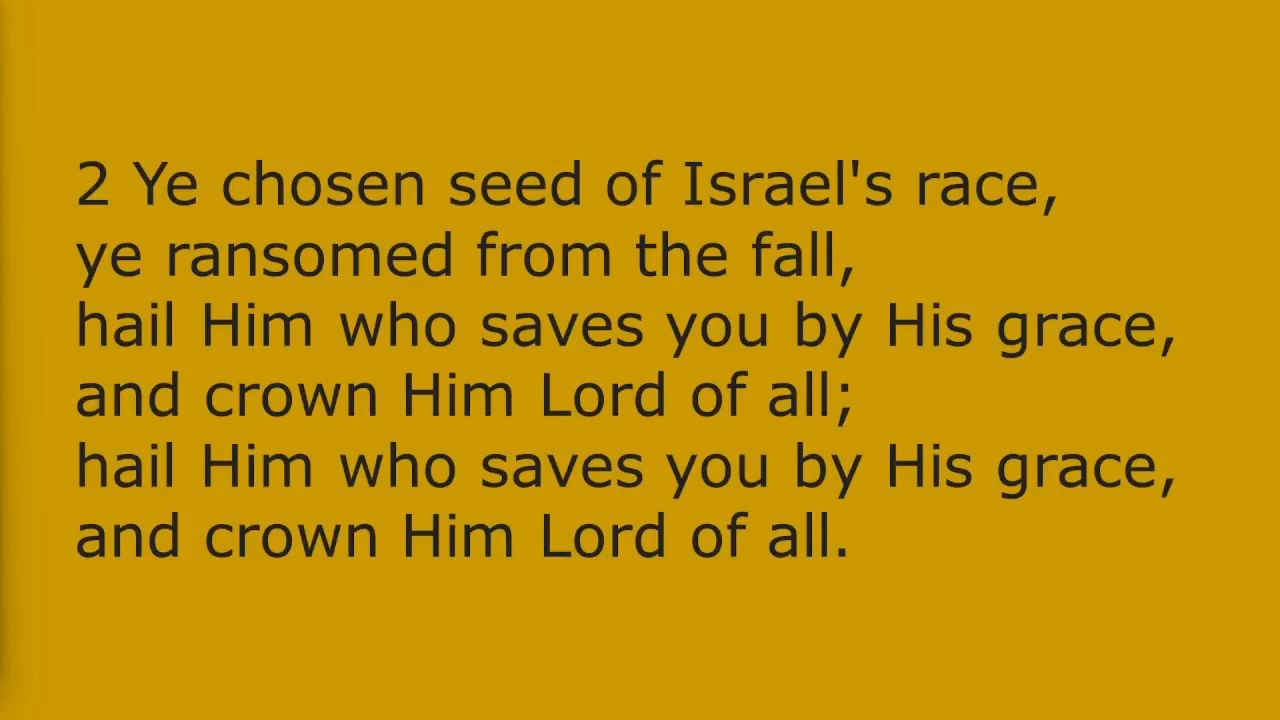 2 Ye chosen seed of Israel's race,
ye ransomed from the fall,
hail Him who saves you by His grace,
and crown Him Lord of all;
hail Him who saves you by His grace,
and crown Him Lord of all.